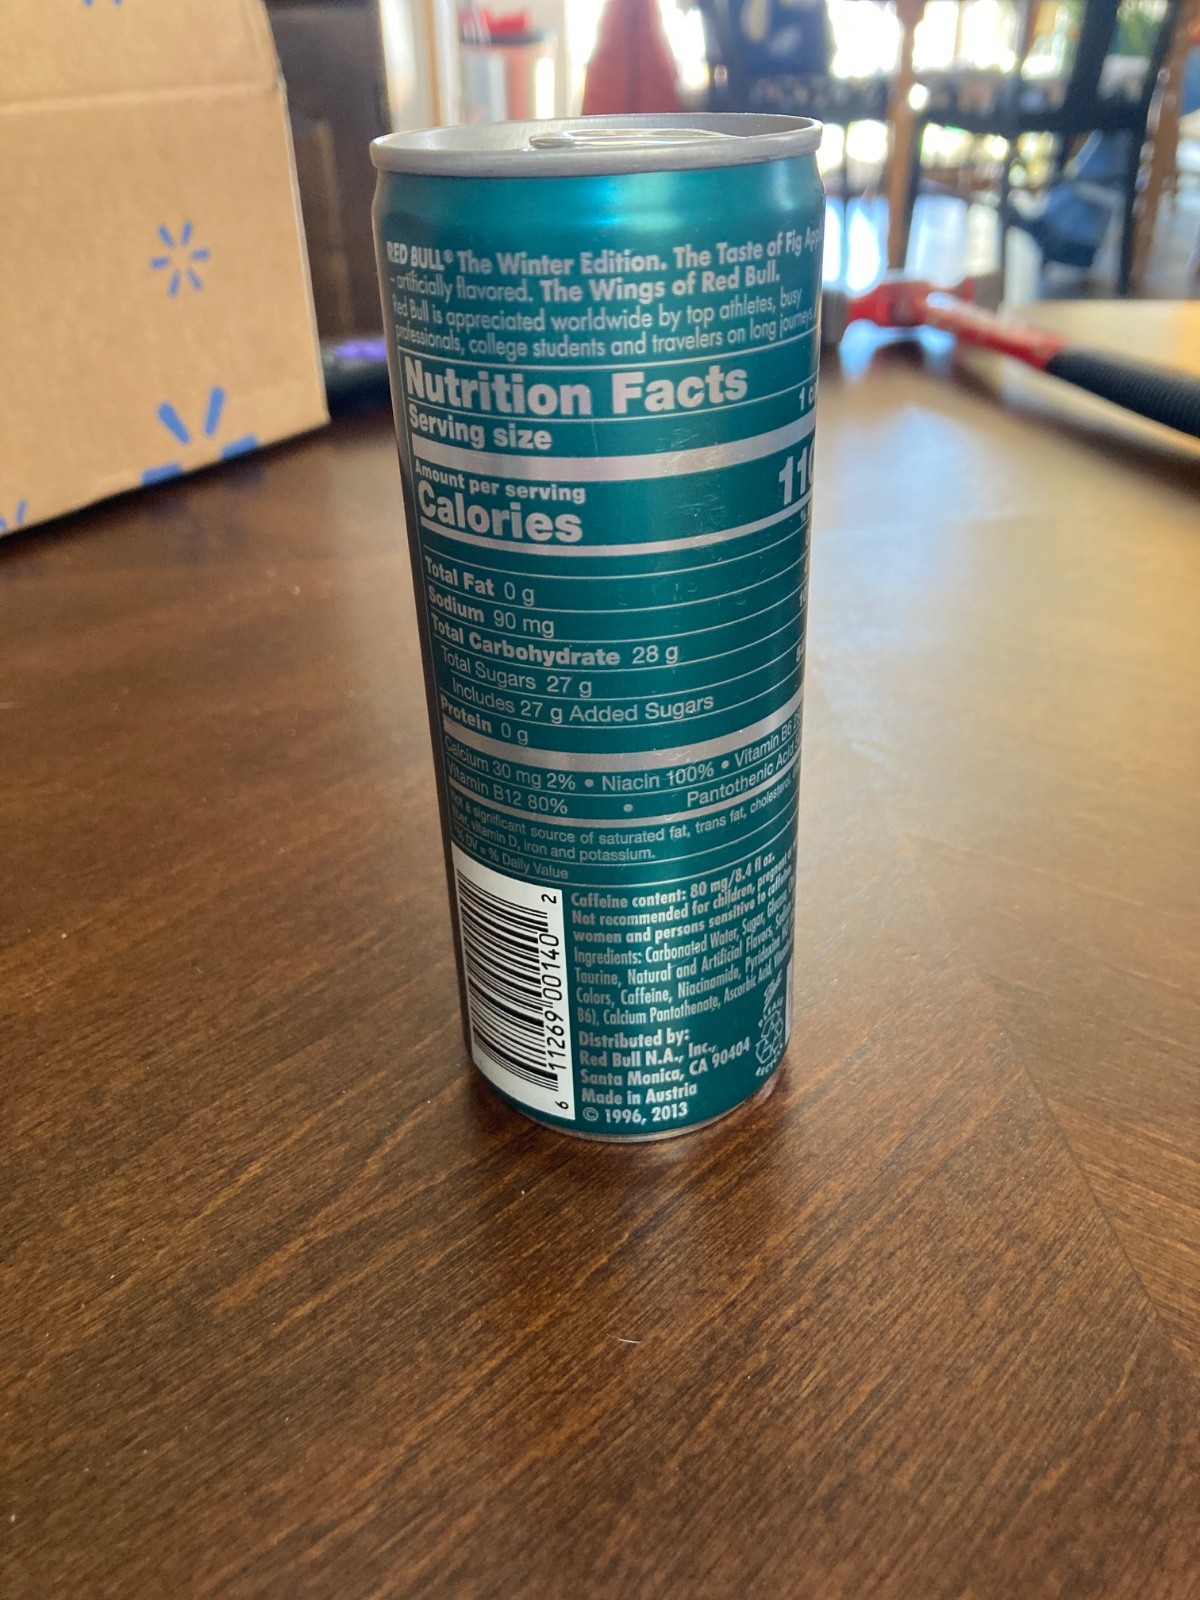 RED BULL® The Winter Edition. The Taste of Fig
- artificially flavored. The Wings of Red Bull.
Red Bull is appreciated worldwide by top athletes, busy
professionals, college students and travelers on long journeys
Nutrition Facts
Serving size 1
Amount per serving
Calories 110
Total Fat 0 g
Sodium 90 mg
Total Carbohydrate 28 g
Total Sugars 27 g
Includes 27 g Added Sugars
Protein 0 g
Calcium 30 mg 2% • Niacin 100% • Vitamin B6
Vitamin B12 80% • Pantothenic Acid
Not a significant source of saturated fat, trans fat, cholesterol,
fiber, vitamin D, iron and potassium.
% DV = % Daily Value
Caffeine content: 80 mg/8.4 fl oz.
Not recommended for children, pregnant
women and persons sensitive to caffeine
Ingredients: Carbonated Water, Sugar, Glucose,
Taurine, Natural and Artificial Flavors,
Colors, Caffeine, Niacinamide, Pyridoxine
B6), Calcium Pantothenate, Ascorbic Acid,
Distributed by:
Red Bull N.A., Inc.,
Santa Monica, CA 90404
Made in Austria
© 1996, 2013
6 11269 00140 2